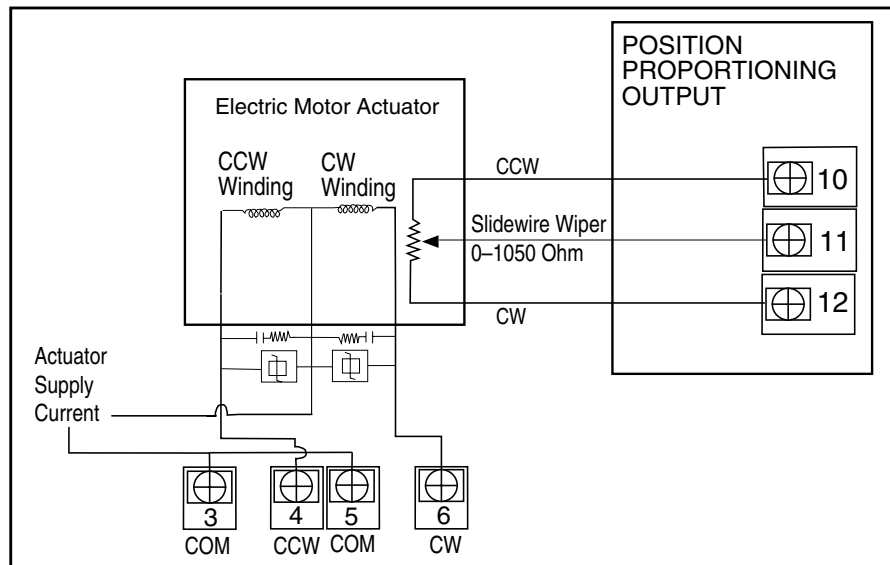 POSITION
PROPORTIONING
OUTPUT
Electric Motor Actuator
CCW
Winding
CW
Winding
CCW
10
Slidewire Wiper
0–1050 Ohm
11
CW
12
Actuator
Supply
Current
3
4
5
6
COM
CCW
COM
CW